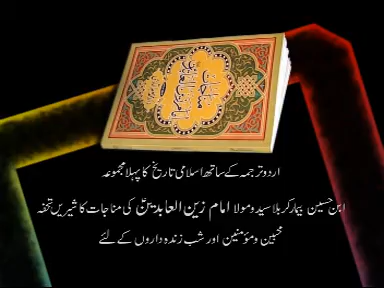 اردو ترجمہ کے ساتھ اسلامی تاریخ کا پہلا مجموعہ
ابن حسین بیمار کربلا سید و مولا امام زین العابدینؑ کی مناجات کا شیریں تحفہ
محبین و مؤمنین اور شب زندہ داروں کے لئے